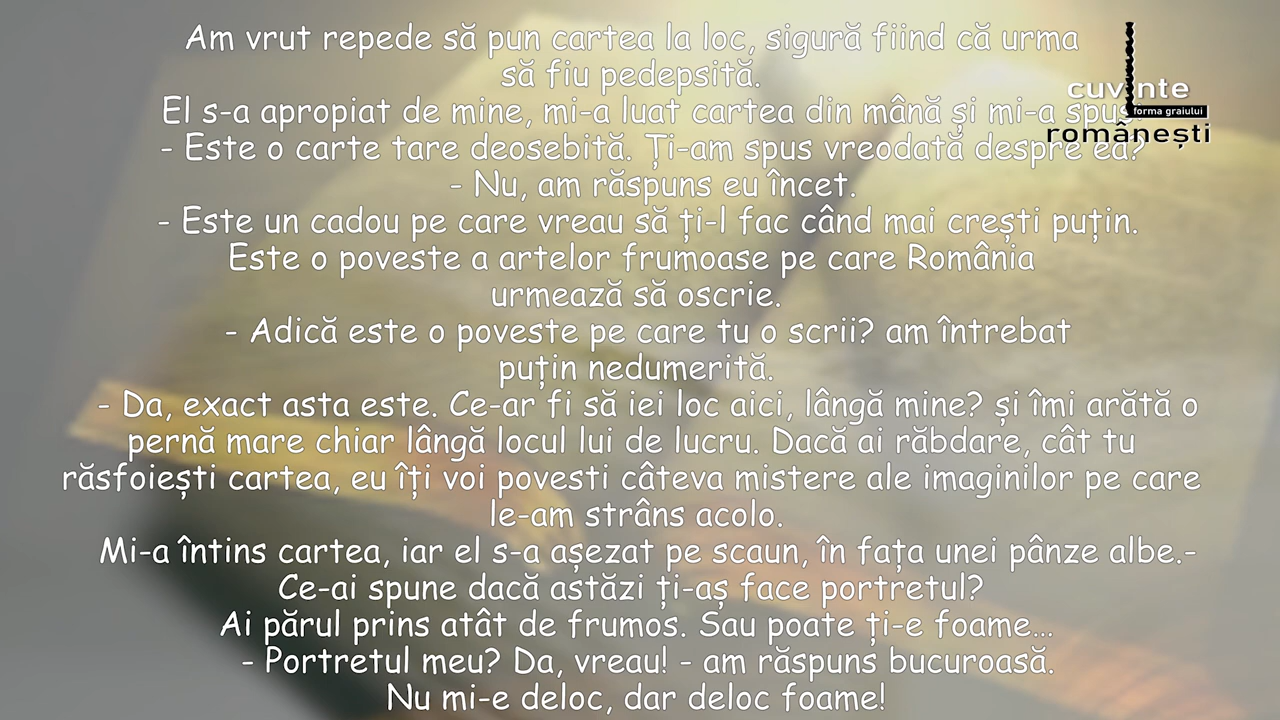 Am vrut repede să pun cartea la loc, sigură fiind că urma
să fiu pedepsită.
El s-a apropiat de mine, mi-a luat cartea din mână și mi-a spus:
- Este o carte tare deosebită. Ți-am spus vreodată despre ea?
- Nu, am răspuns eu încet.
- Este un cadou pe care vreau să ți-l fac când mai crești puțin.
Este o poveste a artelor frumoase pe care România
urmează să oscrie.
- Adică este o poveste pe care tu o scrii? am întrebat
puțin nedumerită.
- Da, exact asta este. Ce-ar fi să iei loc aici, lângă mine? și îmi arătă o
pernă mare chiar lângă locul lui de lucru. Dacă ai răbdare, cât tu
răsfoiești cartea, eu îți voi povesti câteva mistere ale imaginilor pe care
le-am strâns acolo.
Mi-a întins cartea, iar el s-a așezat pe scaun, în fața unei pânze albe.-
Ce-ai spune dacă astăzi ți-aș face portretul?
Ai părul prins atât de frumos. Sau poate ți-e foame...
- Portretul meu? Da, vreau! - am răspuns bucuroasă.
Nu mi-e deloc, dar deloc foame!
cuvinte
forma graiului
românești